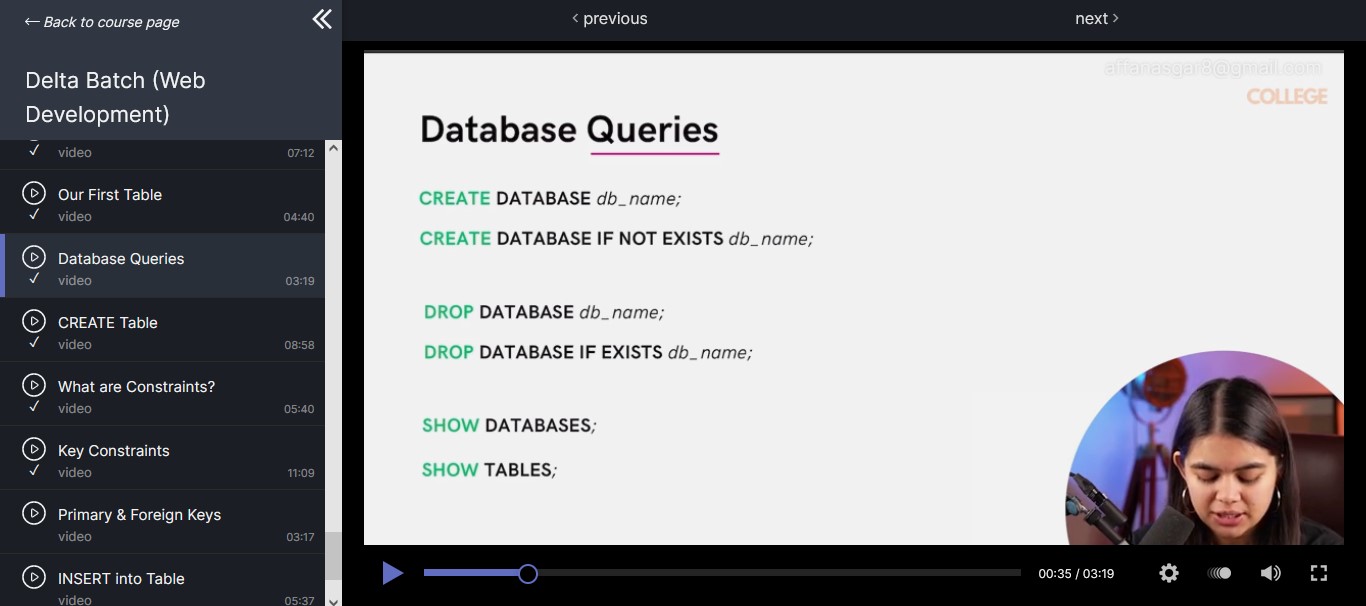 Back to course page
Delta Batch (Web
Development)
video 07:12
Our First Table
video 04:40
Database Queries
video 03:19
CREATE Table
video 08:58
What are Constraints?
video 05:40
Key Constraints
video 11:09
Primary & Foreign Keys
video 03:17
INSERT into Table
video 05:37
previous
next
affanasgar8@gmail.com
COLLEGE
Database Queries
CREATE DATABASE db_name;
CREATE DATABASE IF NOT EXISTS db_name;
DROP DATABASE db_name;
DROP DATABASE IF EXISTS db_name;
SHOW DATABASES;
SHOW TABLES;
00:35 / 03:19